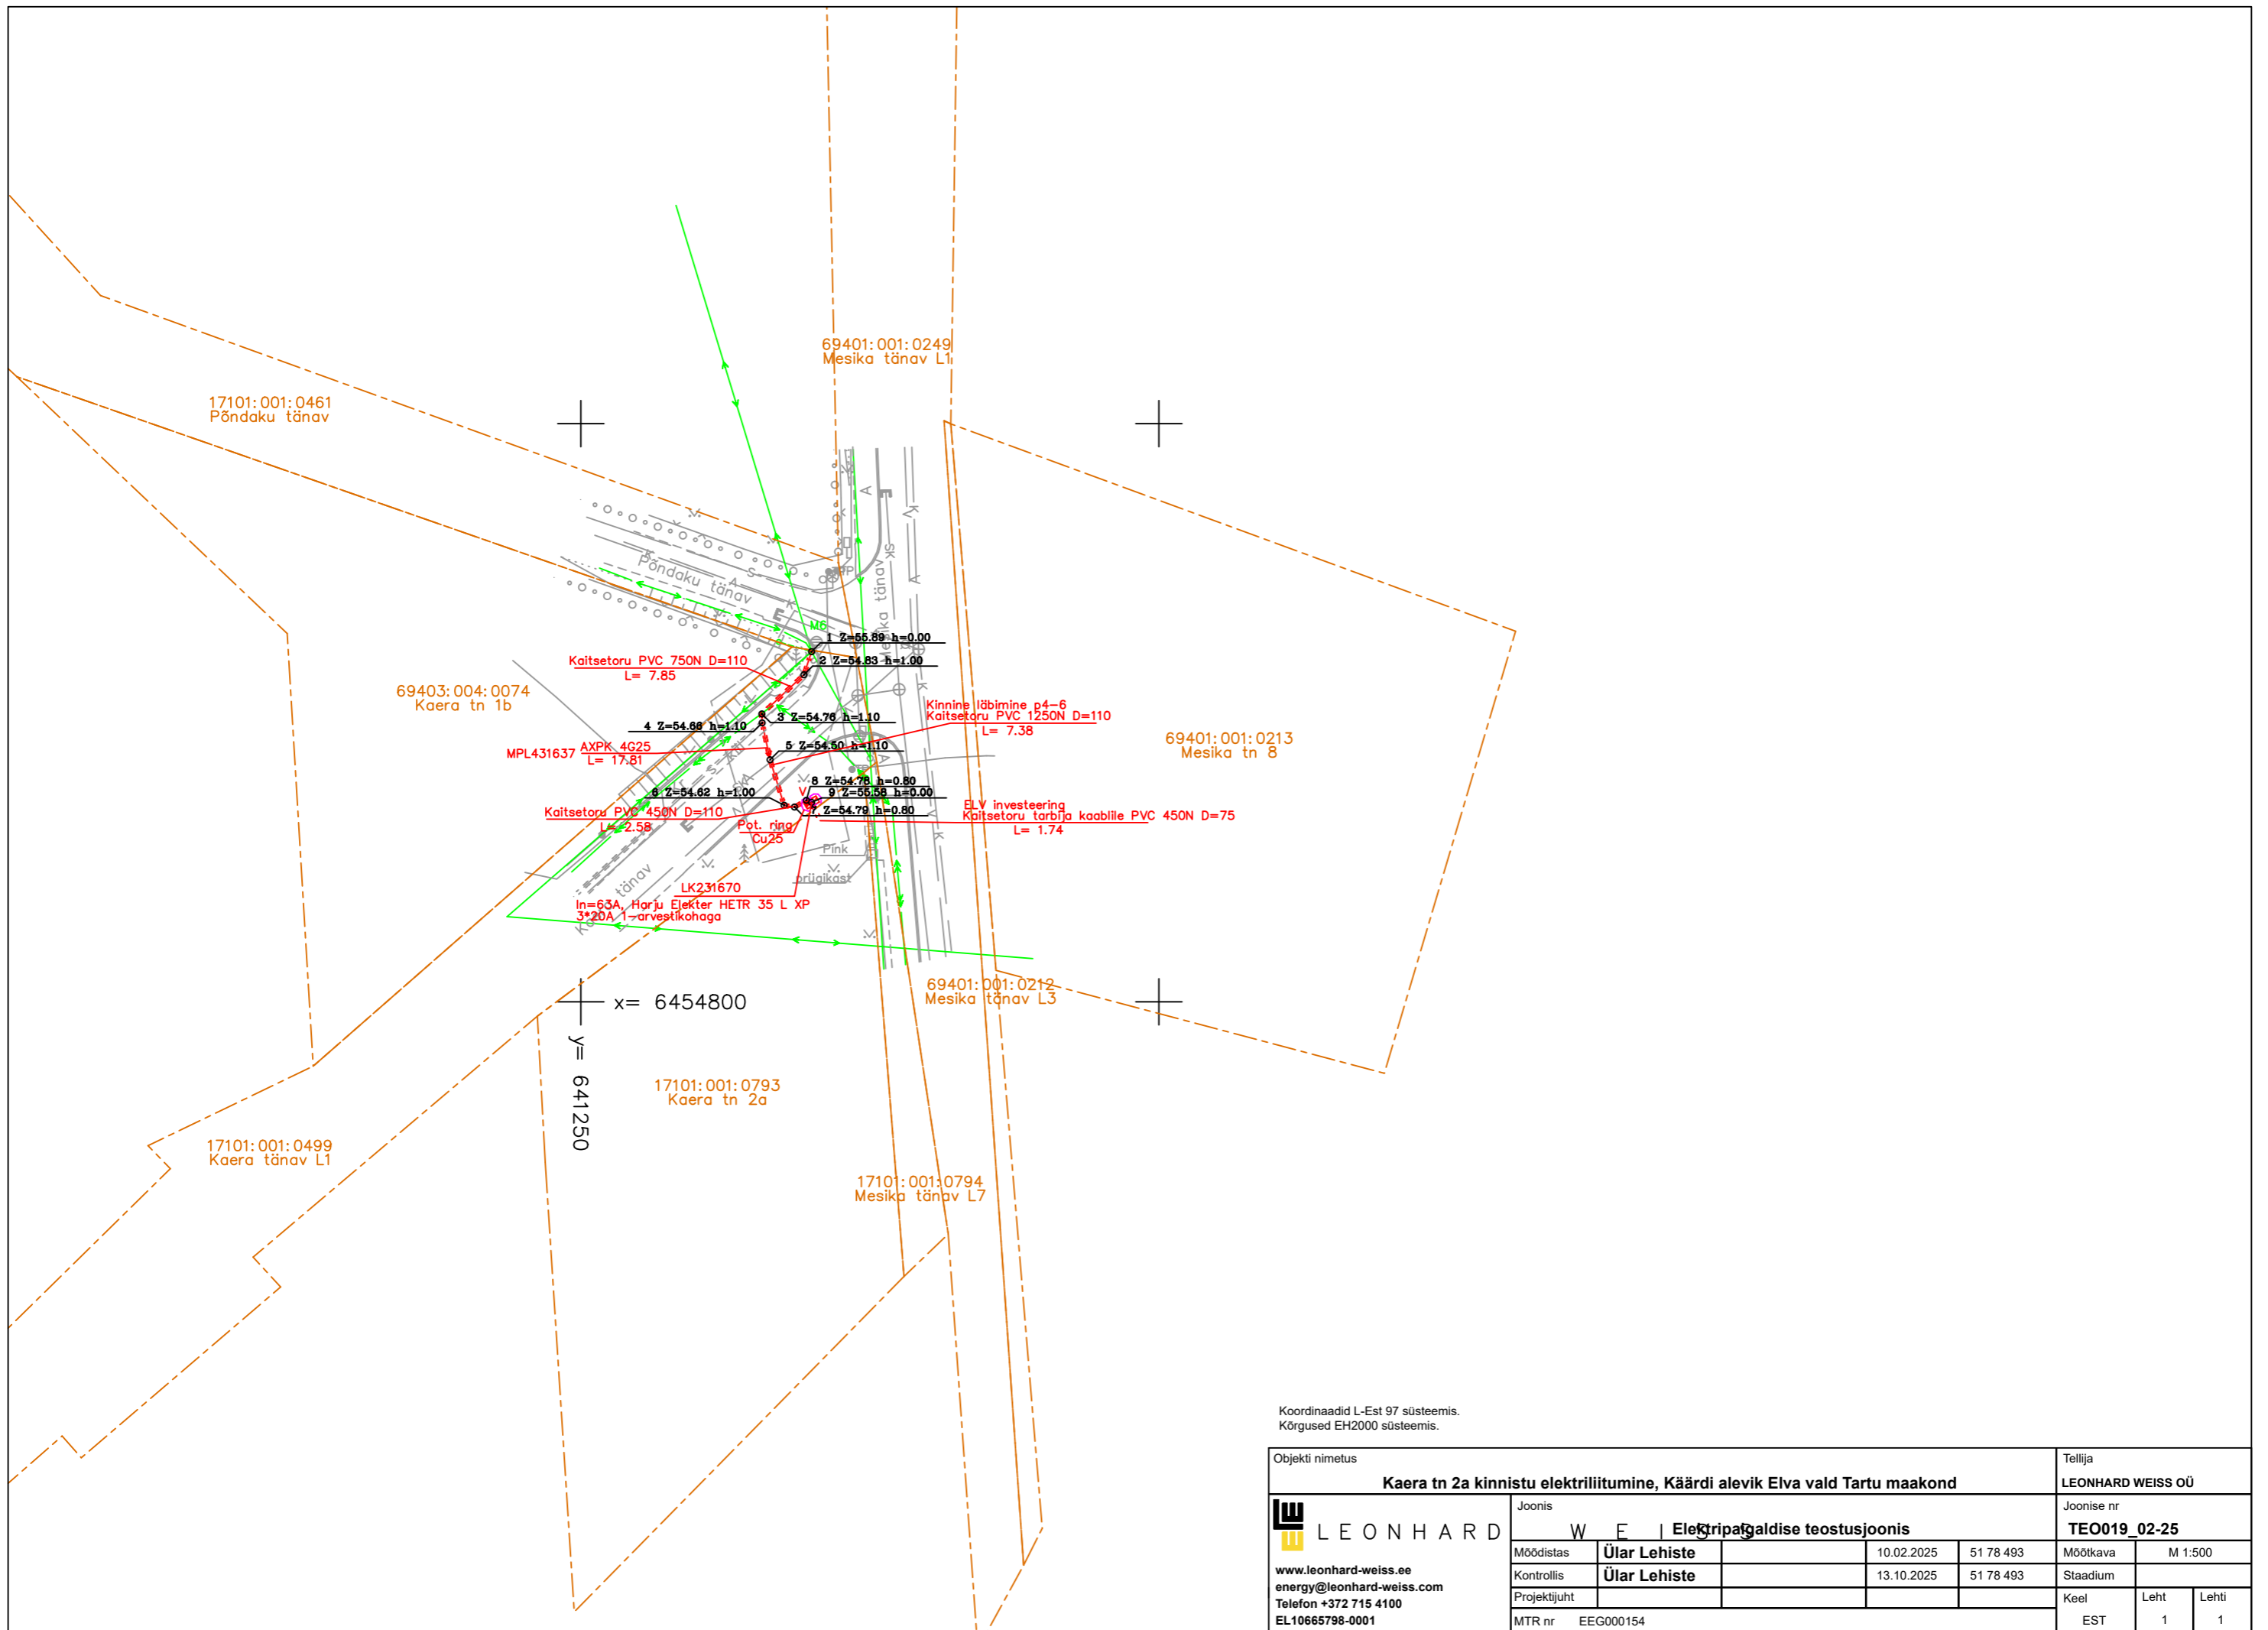 69401:001:0249
Mesika tänav L1
17101:001:0461
Põndaku tänav
A
E
KV
SK
A
Mesika tänav
Põndaku tänav
K
S
A
K
E
M6
1 Z=55.89 h=0.00
2 Z=54.83 h=1.00
Kaitsetoru PVC 750N D=110
L= 7.85
69403:004:0074
Kaera tn 1b
3 Z=54.76 h=1.10
4 Z=54.66 h=1.10
Kinnine läbimine p4-6
Kaitsetoru PVC 1250N D=110
L= 7.38
MPL431637
AXPK 4G25
L= 17.81
5 Z=54.50 h=1.10
69401:001:0213
Mesika tn 8
8 Z=54.78 h=0.80
6 Z=54.62 h=1.00
9 Z=55.58 h=0.00
7 Z=54.79 h=0.80
Kaitsetoru PVC 450N D=110
L= 2.58
Pot. ring
Cu25
ELV investeering
Kaitsetoru tarbija kaablile PVC 450N D=75
L= 1.74
Pink
prügikast
LK231670
In=63A, Harju Elekter HETR 35 L XP
3*20A 1-arvestikohaga
tänav
69401:001:0212
Mesika tänav L3
x= 6454800
y= 641250
17101:001:0793
Kaera tn 2a
17101:001:0499
Kaera tänav L1
17101:001:0794
Mesika tänav L7
Koordinaadid L-Est 97 süsteemis.
Kõrgused EH2000 süsteemis.
Objekti nimetus
Kaera tn 2a kinnistu elektriliitumine, Käärdi alevik Elva vald Tartu maakond
Tellija
LEONHARD WEISS OÜ
LEONHARD WEISS
Joonis
Elektripaigaldise teostusjoonis
Joonise nr
TEO019_02-25
www.leonhard-weiss.ee
energy@leonhard-weiss.com
Telefon +372 715 4100
EL10665798-0001
Mõõdistas Ülar Lehiste 10.02.2025 51 78 493
Mõõtkava M 1:500
Kontrollis Ülar Lehiste 13.10.2025 51 78 493
Staadium
Projektijuht
Keel Leht Lehti
EST 1 1
MTR nr EEG000154